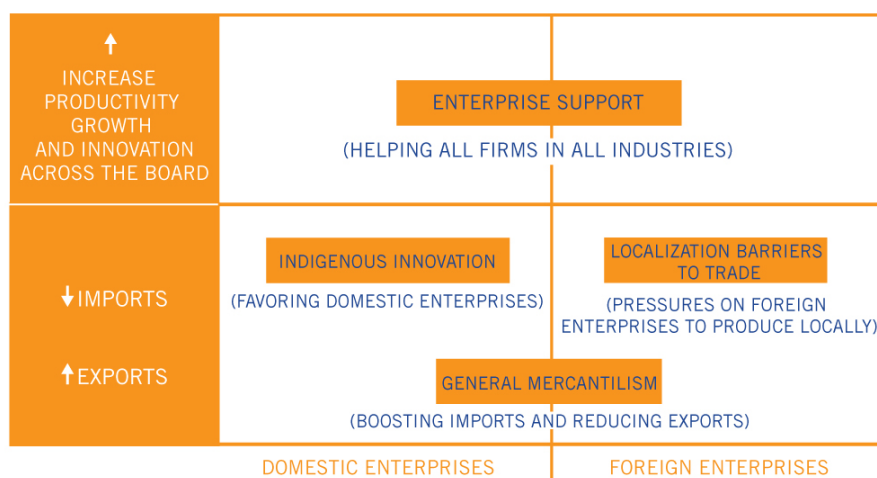 ↑
INCREASE
PRODUCTIVITY
GROWTH
AND INNOVATION
ACROSS THE BOARD
ENTERPRISE SUPPORT
(HELPING ALL FIRMS IN ALL INDUSTRIES)
↓IMPORTS
↑EXPORTS
INDIGENOUS INNOVATION
(FAVORING DOMESTIC ENTERPRISES)
LOCALIZATION BARRIERS
TO TRADE
(PRESSURES ON FOREIGN
ENTERPRISES TO PRODUCE LOCALLY)
GENERAL MERCANTILISM
(BOOSTING IMPORTS AND REDUCING EXPORTS)
DOMESTIC ENTERPRISES
FOREIGN ENTERPRISES